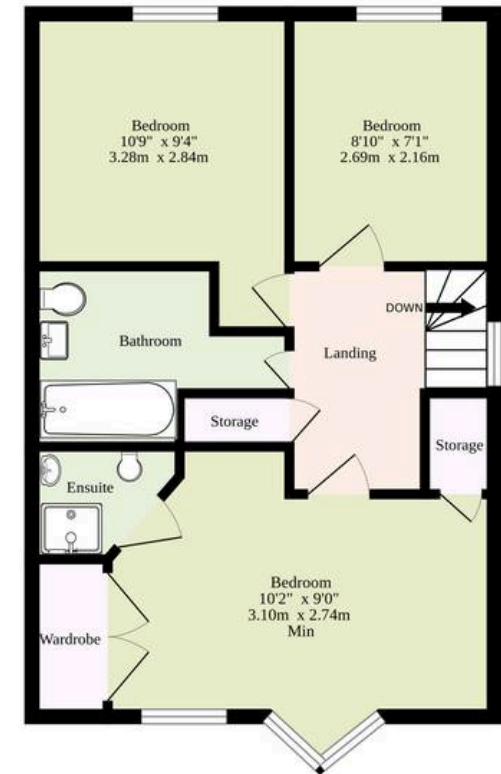 Bedroom
10'9" x 9'4"
3.28m x 2.84m
Bedroom
8'10" x 7'1"
2.69m x 2.16m
DOWN
Bathroom
Landing
Storage
Storage
Ensuite
Bedroom
10'2" x 9'0"
3.10m x 2.74m
Min
Wardrobe